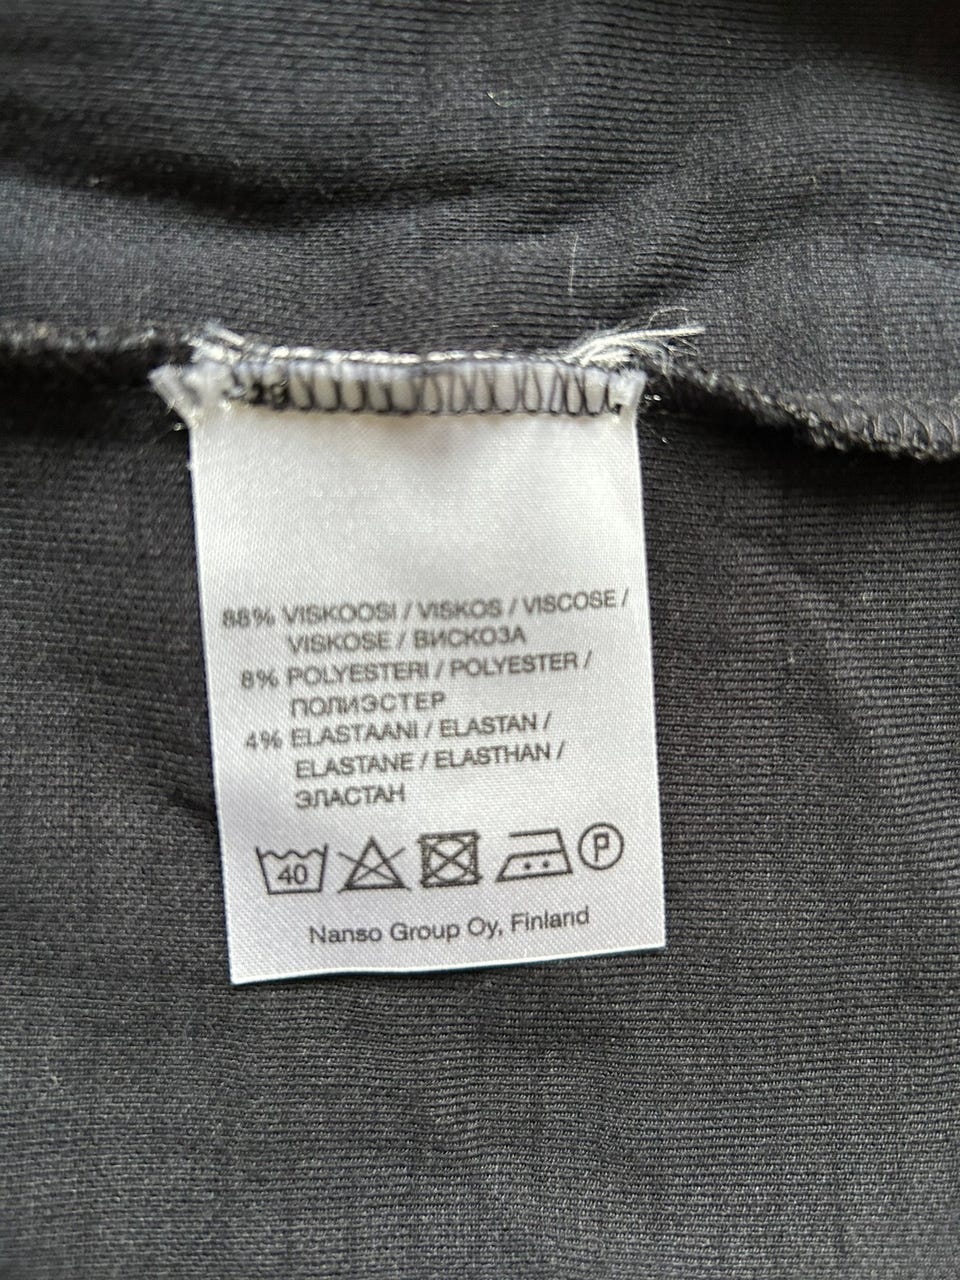 88% VISKOOSI / VISKOS / VISCOSE /
VISKOSE / ВИСКОЗА
8% POLYESTERI / POLYESTER /
ПОЛИЭСТЕР
4% ELASTAANI / ELASTAN /
ELASTANE / ELASTHAN /
ЭЛАСТАН
40 P
Nanso Group Oy, Finland